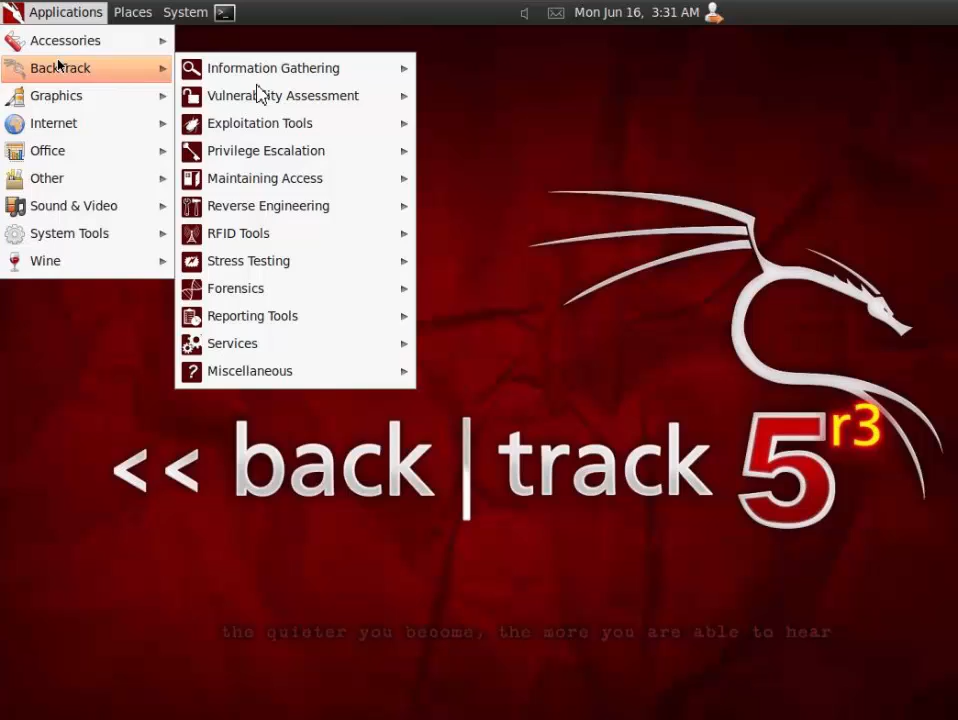 Applications Places System Mon Jun 16, 3:31 AM
Accessories
BackTrack
Graphics
Internet
Office
Other
Sound & Video
System Tools
Wine
Information Gathering
Vulnerability Assessment
Exploitation Tools
Privilege Escalation
Maintaining Access
Reverse Engineering
RFID Tools
Stress Testing
Forensics
Reporting Tools
Services
Miscellaneous
<< back | track 5 r3
the quieter you become, the more you are able to hear